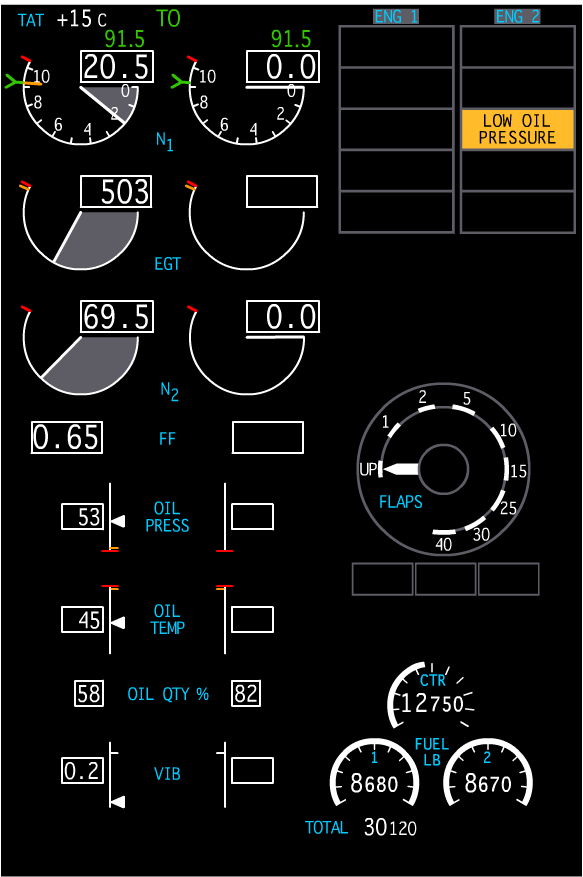 TAT +15 C TO
ENG 1 ENG 2
91.5 91.5
20.5 0.0
10 8 6 4 2 0
10 8 6 4 2 0
N1
LOW OIL
PRESSURE
503
EGT
69.5 0.0
N2
0.65 FF
2 5
1 10
UP 15
FLAPS 25
40 30
53 OIL
PRESS
45 OIL
TEMP
58 OIL QTY % 82
CTR
12750
0.2 VIB
FUEL
LB
1 2
8680 8670
TOTAL 30120